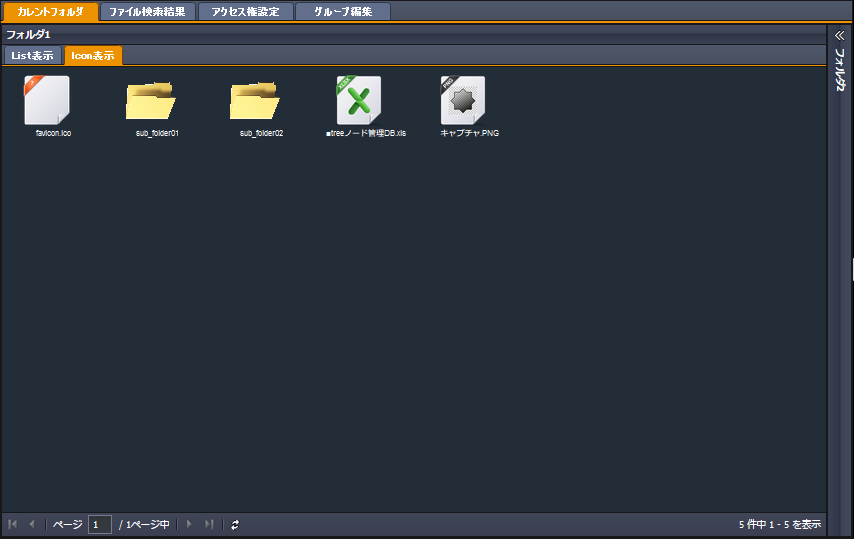 カレントフォルダ ファイル検索結果 アクセス権設定 グループ編集
フォルダ1
List表示 Icon表示
favicon.ico sub_folder01 sub_folder02 ■treeノード管理DB.xls キャプチャ.PNG
XLSX
PNG
フォルダ2
ページ 1 / 1ページ中
5 件中 1 - 5 を表示